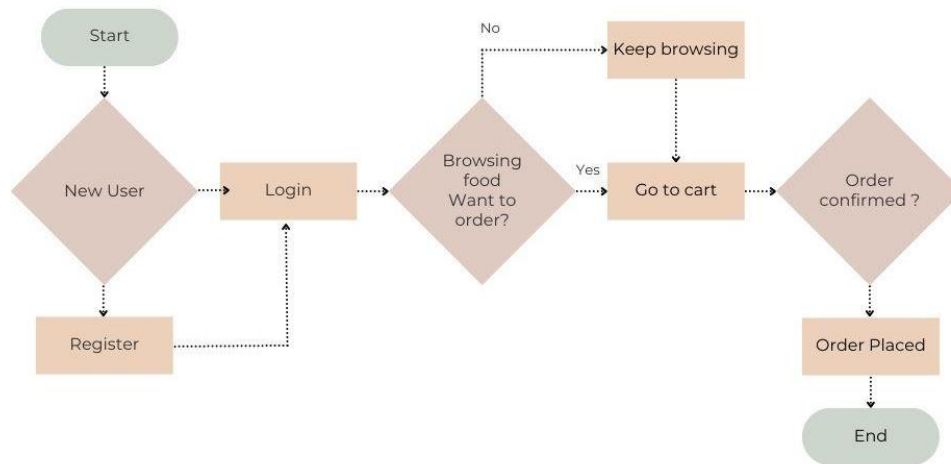 Start
No
Keep browsing
New User
Login
Browsing
food
Want to
order?
Yes
Go to cart
Order
confirmed ?
Register
Order Placed
End